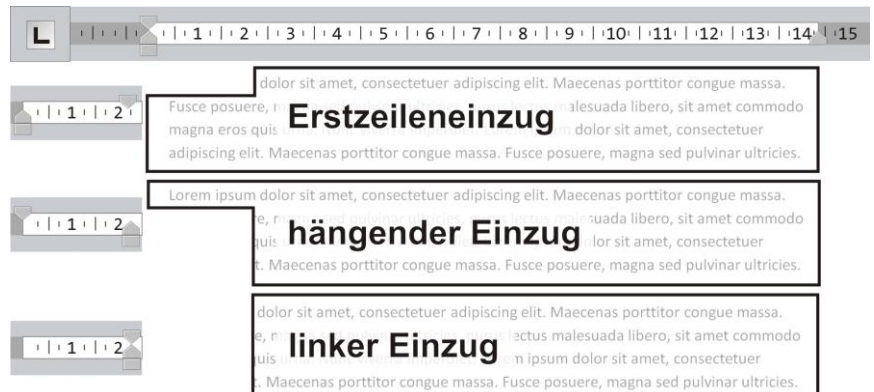 L 1 2 3 4 5 6 7 8 9 10 11 12 13 14 15
dolor sit amet, consectetuer adipiscing elit. Maecenas porttitor congue massa.
1 2
Fusce posuere, malesuada libero, sit amet commodo
Erstzeileneinzug
magna eros quis dolor sit amet, consectetuer
adipiscing elit. Maecenas porttitor congue massa. Fusce posuere, magna sed pulvinar ultricies.
Lorem ipsum dolor sit amet, consectetuer adipiscing elit. Maecenas porttitor congue massa.
1 2
libero, sit amet commodo
hängender Einzug
sit amet, consectetuer
Maecenas porttitor congue massa. Fusce posuere, magna sed pulvinar ultricies.
dolor sit amet, consectetuer adipiscing elit. Maecenas porttitor congue massa.
1 2
malesuada libero, sit amet commodo
linker Einzug
ipsum dolor sit amet, consectetuer
Maecenas porttitor congue massa. Fusce posuere, magna sed pulvinar ultricies.